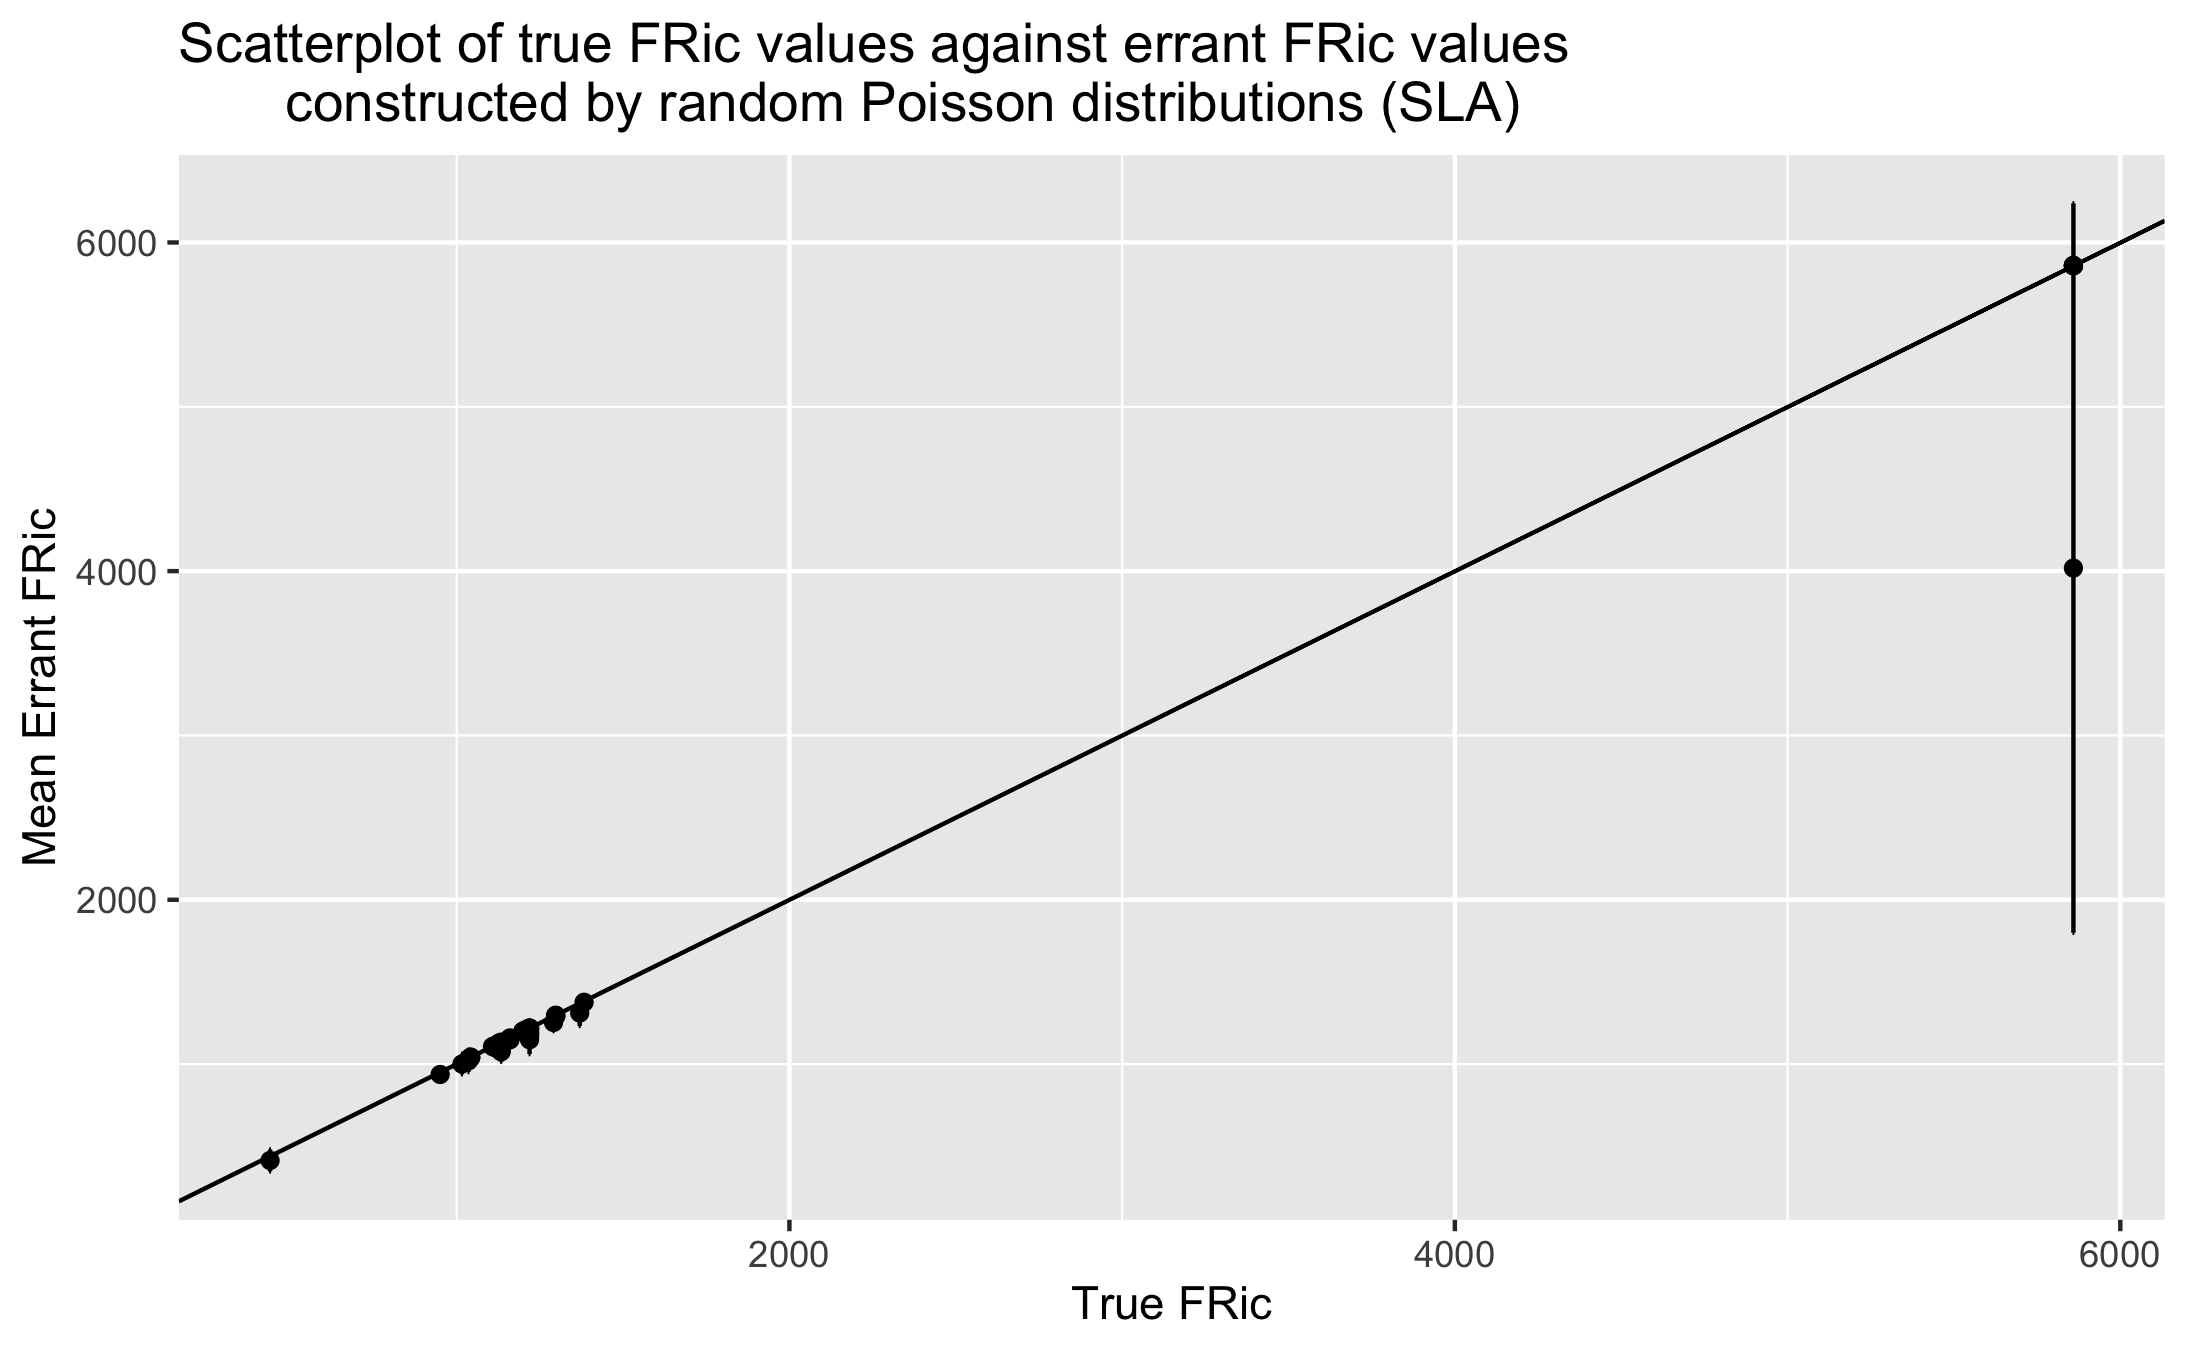 Scatterplot of true FRic values against errant FRic values
constructed by random Poisson distributions (SLA)
Mean Errant FRic
6000
4000
2000
2000
4000
6000
True FRic